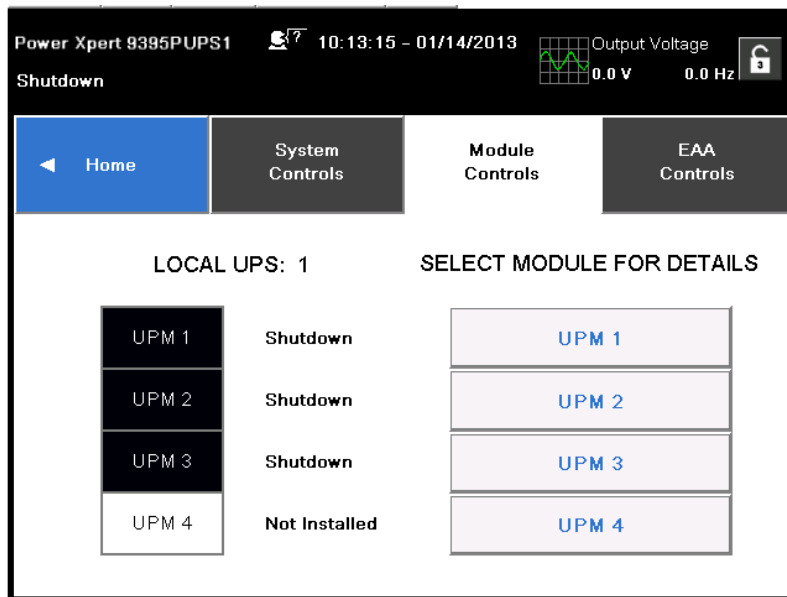 Power Xpert 9395PUPS1
? 10:13:15 - 01/14/2013
Output Voltage
0.0 V 0.0 Hz
3
Shutdown
Home
System
Controls
Module
Controls
EAA
Controls
LOCAL UPS: 1
SELECT MODULE FOR DETAILS
UPM 1 Shutdown UPM 1
UPM 2 Shutdown UPM 2
UPM 3 Shutdown UPM 3
UPM 4 Not Installed UPM 4